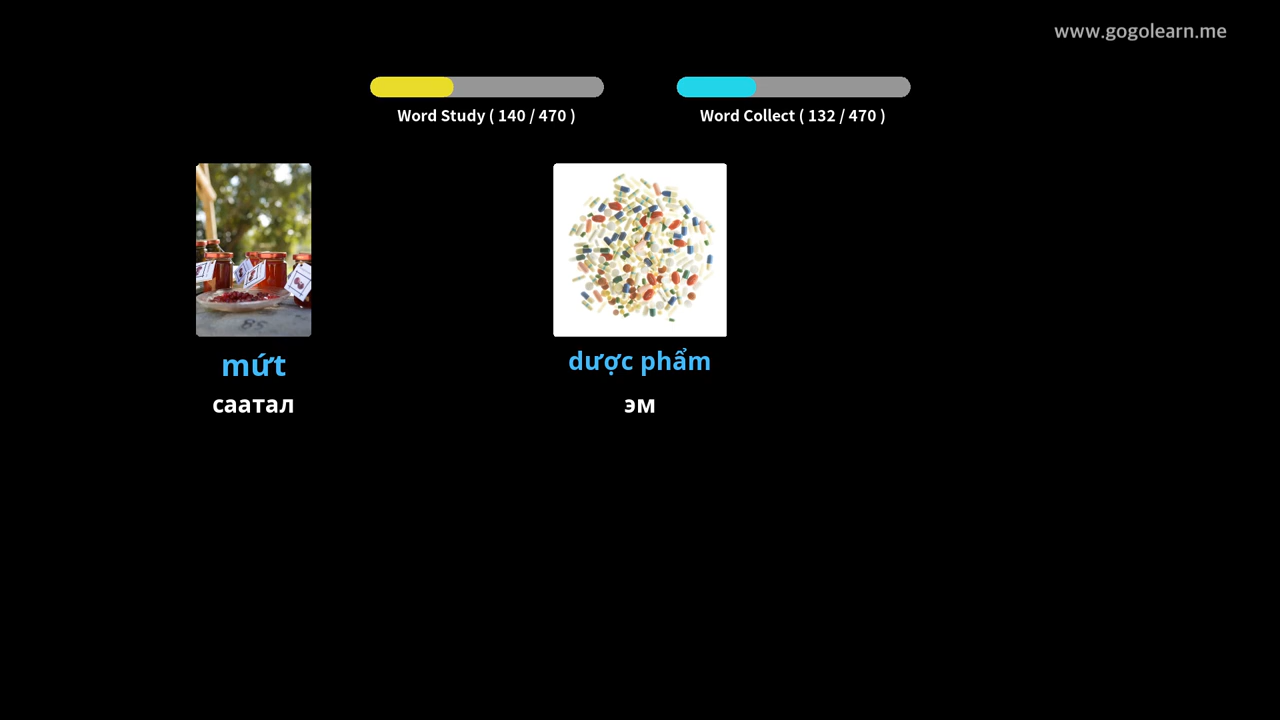 www.gogolearn.me
Word Study ( 140 / 470 )
Word Collect ( 132 / 470 )
mứt
саатал
dược phẩm
эм